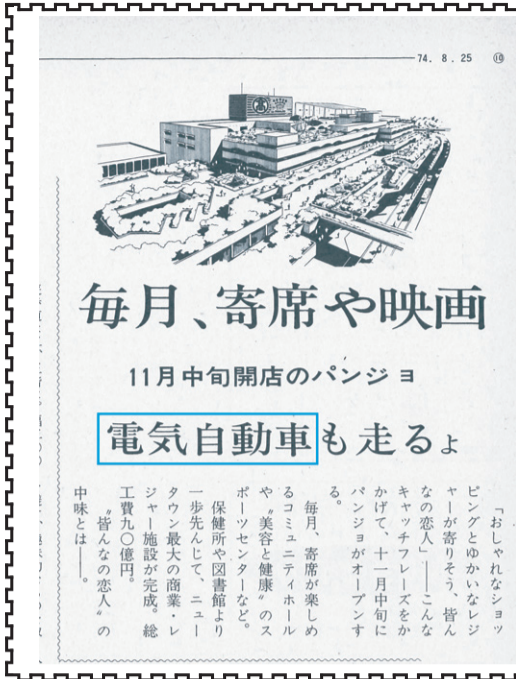 74. 8. 25 ⑩
毎月、寄席や映画
11月中旬開店のパンジョ
電気自動車も走るよ
「おしゃれなショッ
ピングとゆかいなレジ
ャーが寄りそう、皆ん
なの恋人」――こんな
キャッチフレーズをか
かげて、十一月中旬に
パンジョがオープンす
る。
毎月、寄席が楽しめ
るコミュニティホール
や〝美容と健康〟のス
ポーツセンターなど。
保健所や図書館より
一歩先んじて、ニュー
タウン最大の商業・レ
ジャー施設が完成。総
工費九〇億円。
〝皆んなの恋人〟の
中味とは――。